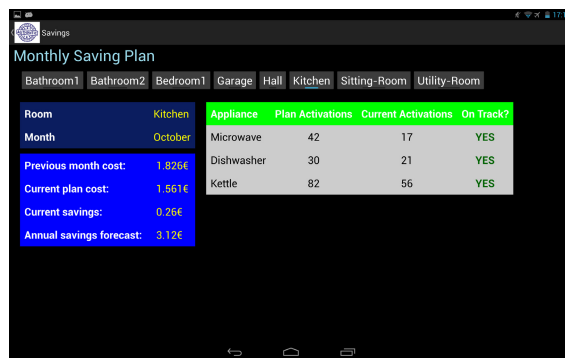 17:1
Savings
Monthly Saving Plan
Bathroom1 Bathroom2 Bedroom1 Garage Hall Kitchen Sitting-Room Utility-Room
Room Kitchen
Month October
Previous month cost: 1.826€
Current plan cost: 1.561€
Current savings: 0.26€
Annual savings forecast: 3.12€
Appliance Plan Activations Current Activations On Track?
Microwave 42 17 YES
Dishwasher 30 21 YES
Kettle 82 56 YES